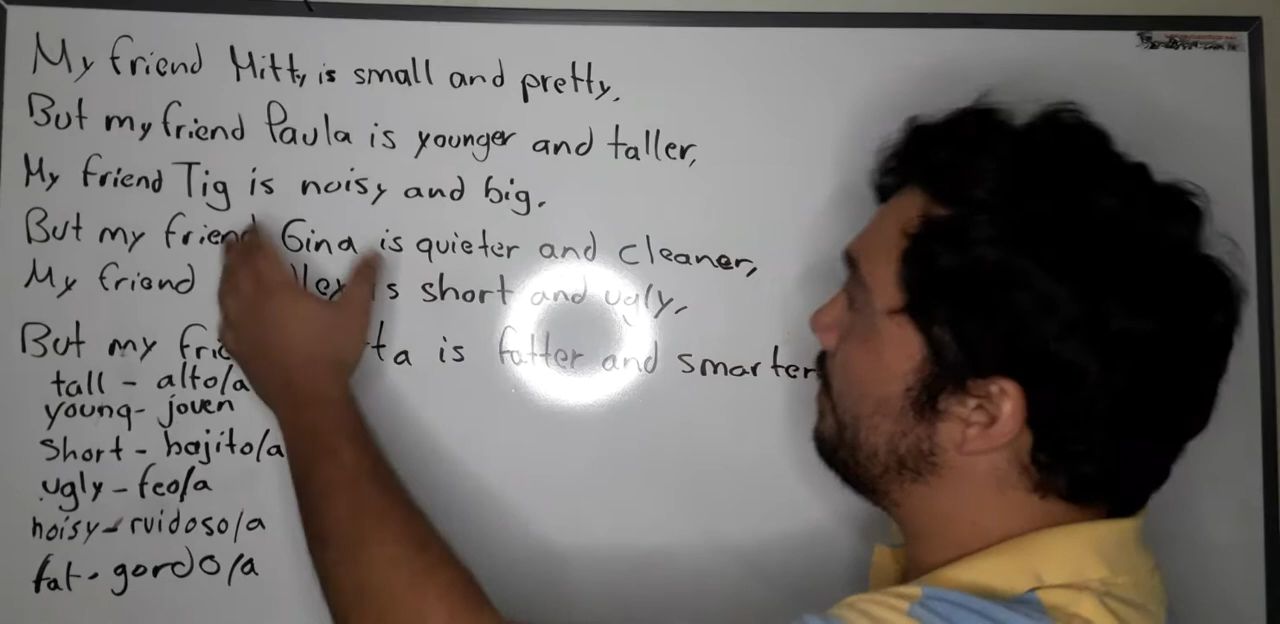 My friend Mitty is small and pretty.
But my friend Paula is younger and taller,
My friend Tig is noisy and big.
But my friend Gina is quieter and cleaner,
My friend is short and ugly,
But my is fatter and smarter
tall - alto/a
young - joven
short - bajito/a
ugly - feo/a
noisy - ruidoso/a
fat - gordo/a